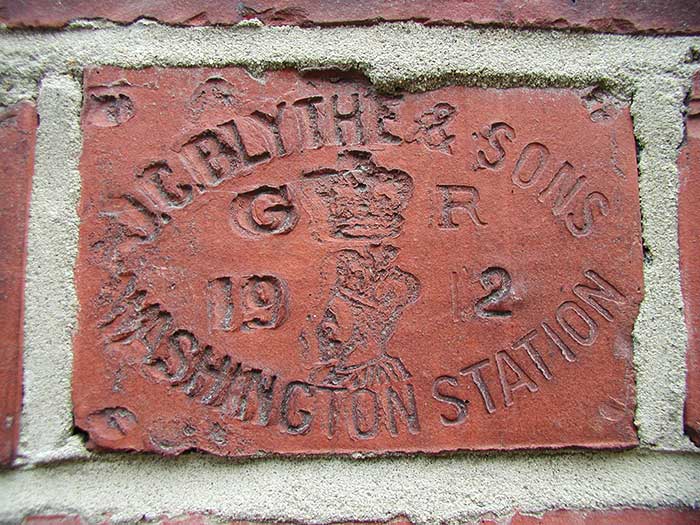 J.C. BLYTHE & SONS
G R
19 12
WASHINGTON STATION